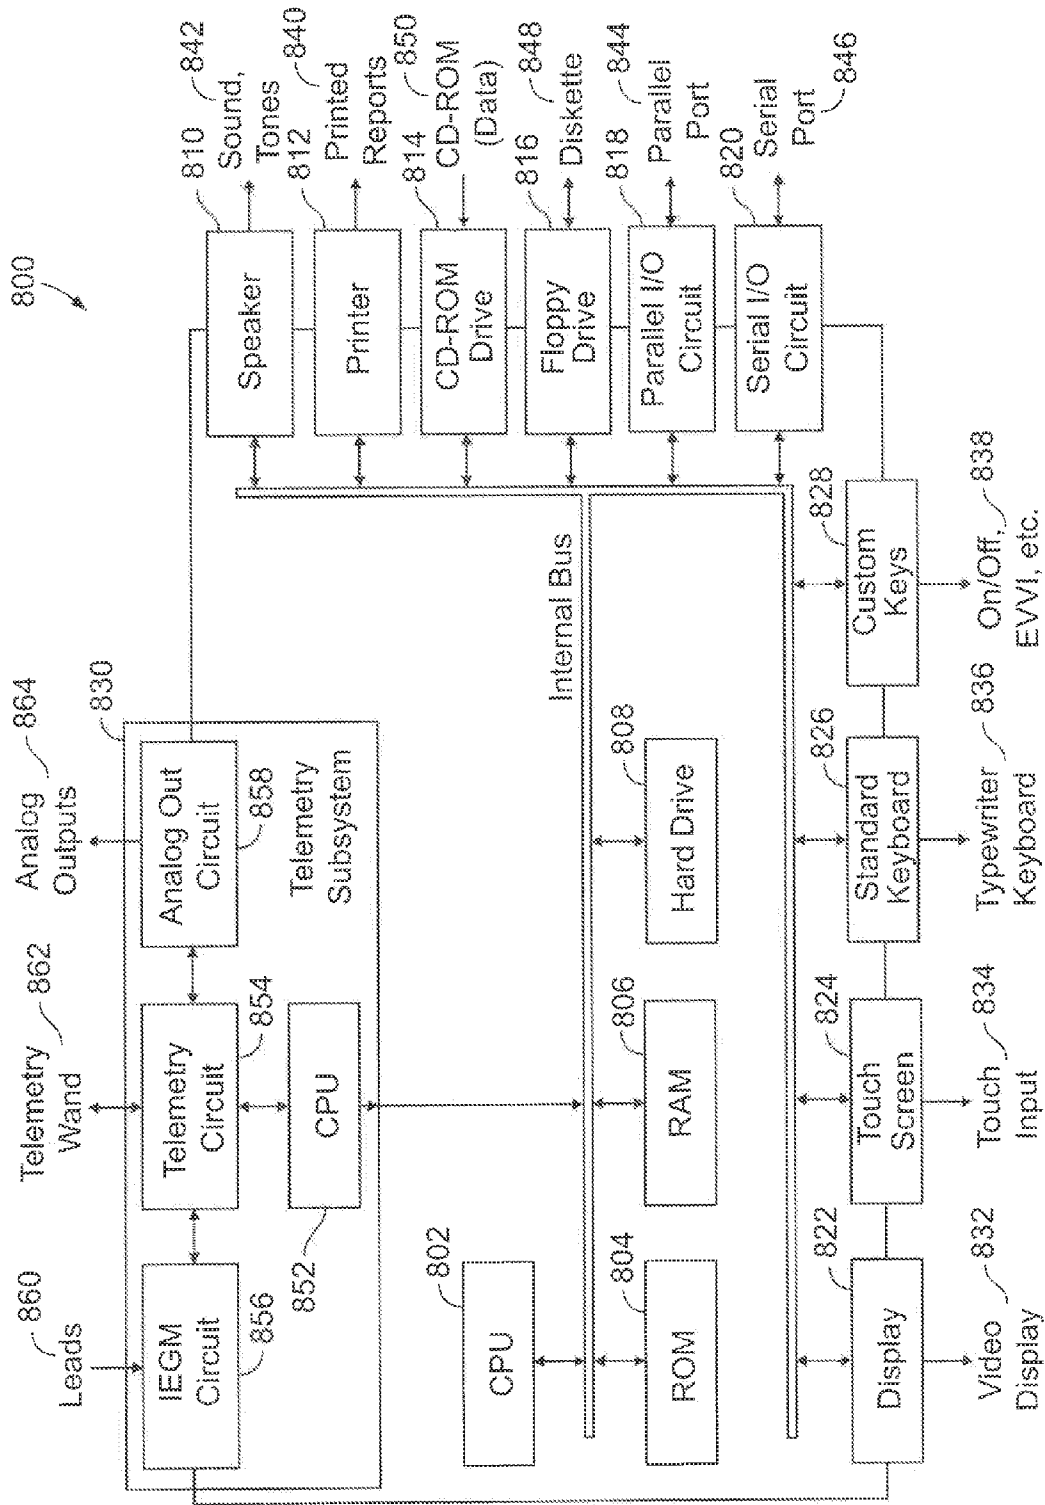 800
Leads
860
Telemetry
Wand
862
Analog
Outputs
864
830
IEGM
Circuit
856
Telemetry
Circuit
854
Analog Out
Circuit
858
CPU
852
Telemetry
Subsystem
Speaker
810
Sound,
Tones
842
Printer
812
Printed
Reports
840
CD-ROM
Drive
814
CD-ROM
(Data)
850
Floppy
Drive
816
Diskette
848
Parallel I/O
Circuit
818
Parallel
Port
844
Serial I/O
Circuit
820
Serial
Port
846
CPU
802
Internal Bus
ROM
804
RAM
806
Hard Drive
808
Display
822
Touch
Screen
824
Standard
Keyboard
826
Custom
Keys
828
Video
Display
832
Touch
Input
834
Typewriter
Keyboard
836
On/Off,
EVVI, etc.
838